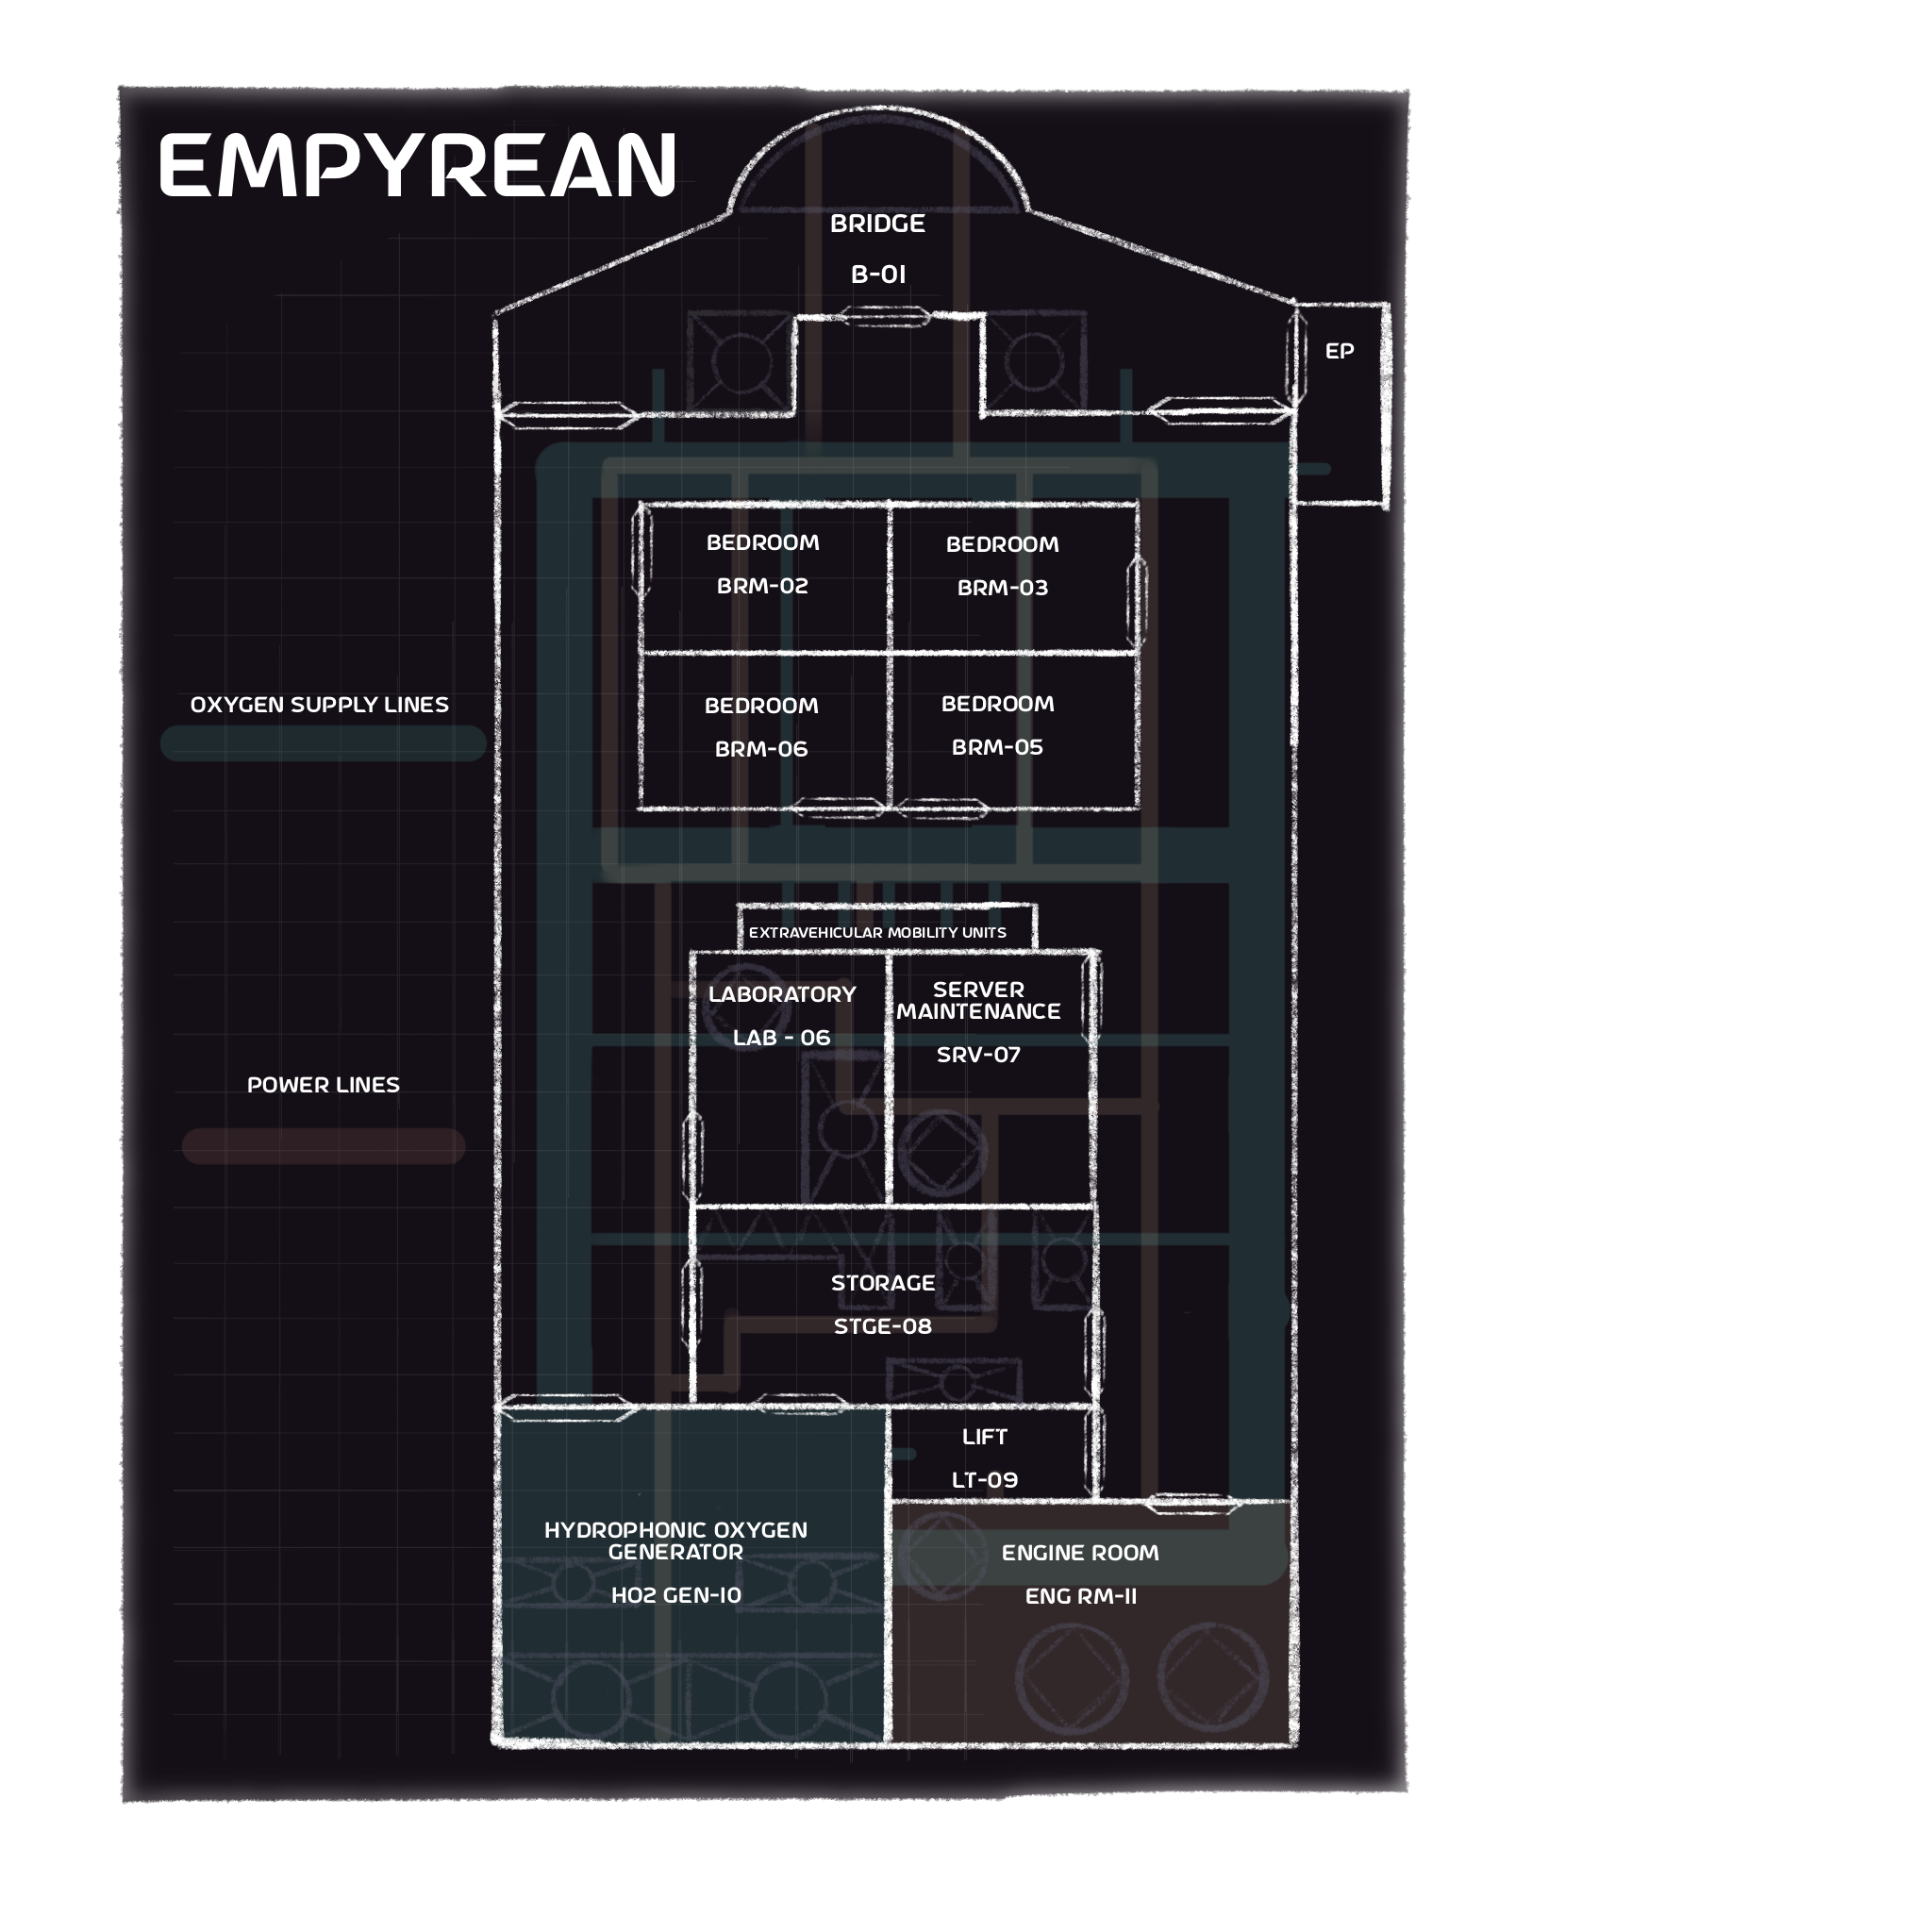 EMPYREAN
BRIDGE
B-01
EP
BEDROOM
BRM-02
BEDROOM
BRM-03
BEDROOM
BRM-06
BEDROOM
BRM-05
OXYGEN SUPPLY LINES
EXTRAVEHICULAR MOBILITY UNITS
LABORATORY
LAB - 06
SERVER
MAINTENANCE
SRV-07
POWER LINES
STORAGE
STGE-08
LIFT
LT-09
HYDROPHONIC OXYGEN
GENERATOR
HO2 GEN-10
ENGINE ROOM
ENG RM-11